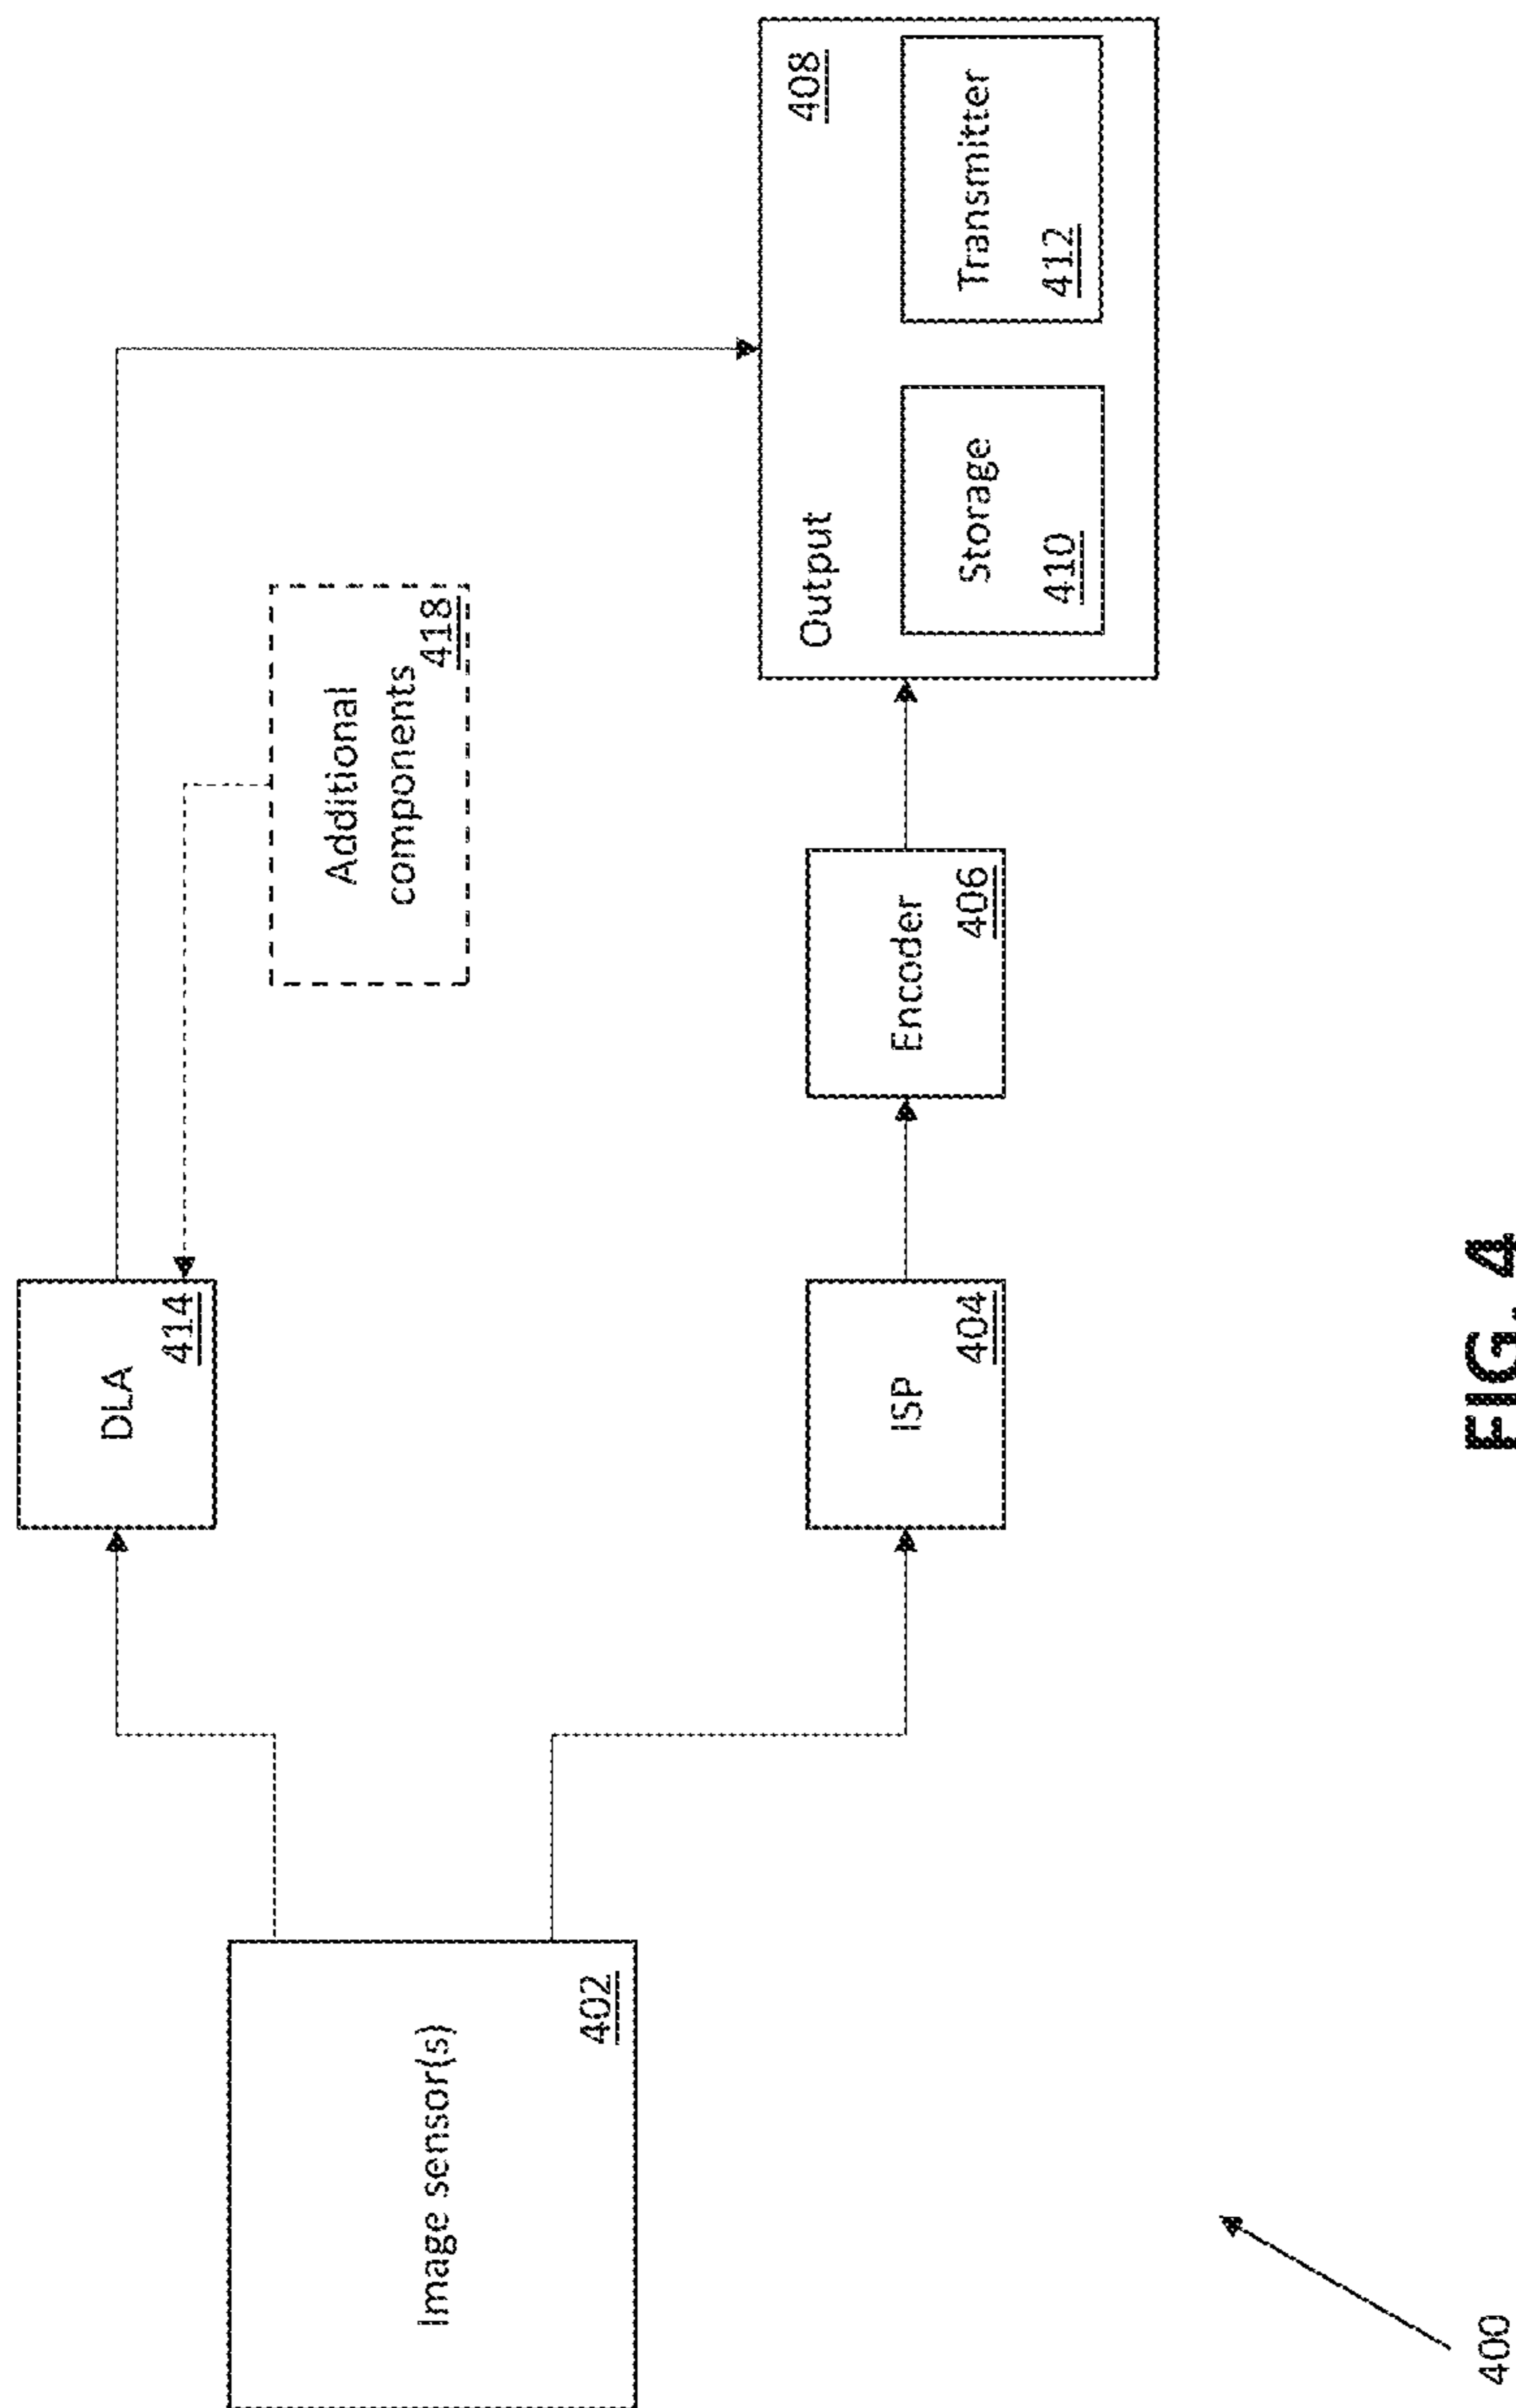 DLA
414
Additional
components
418
Image sensor(s)
402
ISP
404
Encoder
406
Output
408
Storage
410
Transmitter
412
400
FIG. 4